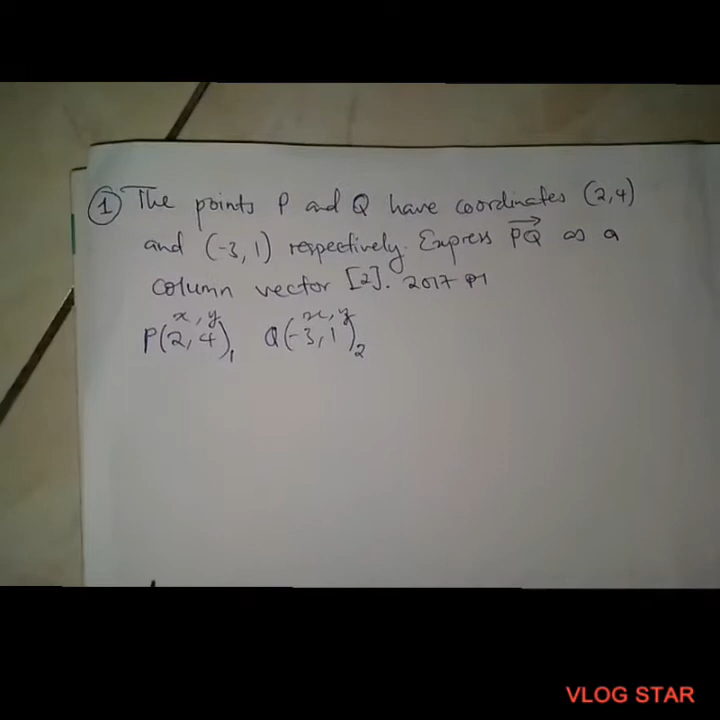 ① The points P and Q have coordinates (2,4)
and (-3,1) respectively. Express PQ as a
column vector [2]. 2017 P1
x, y x, y
P(2,4)₁ Q(-3,1)₂
VLOG STAR